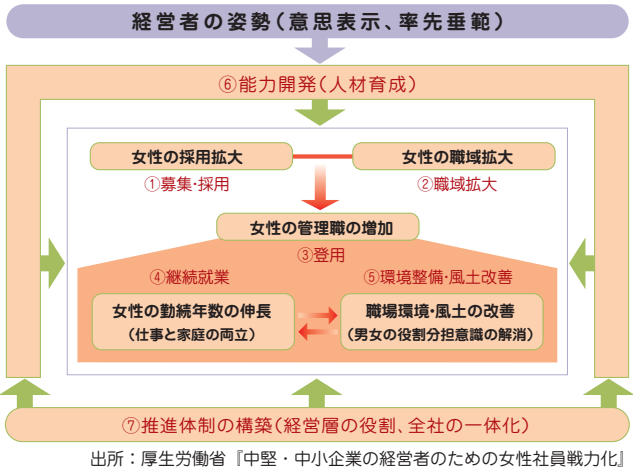 経営者の姿勢（意思表示、率先垂範）
⑥能力開発（人材育成）
女性の採用拡大
女性の職域拡大
①募集・採用
②職域拡大
女性の管理職の増加
③登用
④継続就業
⑤環境整備・風土改善
女性の勤続年数の伸長
（仕事と家庭の両立）
職場環境・風土の改善
（男女の役割分担意識の解消）
⑦推進体制の構築（経営層の役割、全社の一体化）
出所：厚生労働省『中堅・中小企業の経営者のための女性社員戦力化』